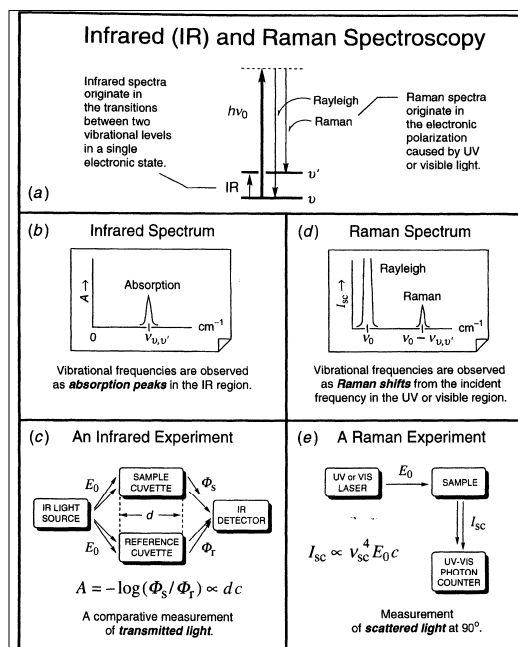 Infrared (IR) and Raman Spectroscopy
Infrared spectra
originate in
the transitions
between two
vibrational levels
in a single
electronic state.
hν₀
Rayleigh
Raman
Raman spectra
originate in
the electronic
polarization
caused by UV
or visible light.
IR
υ'
υ
(a)
(b) Infrared Spectrum
A →
Absorption
0
ν υ,υ'
cm⁻¹
Vibrational frequencies are observed
as absorption peaks in the IR region.
(d) Raman Spectrum
I sc →
Rayleigh
Raman
ν₀
ν₀ − ν υ,υ'
cm⁻¹
Vibrational frequencies are observed
as Raman shifts from the incident
frequency in the UV or visible region.
(c) An Infrared Experiment
IR LIGHT
SOURCE
E₀
E₀
SAMPLE
CUVETTE
d
REFERENCE
CUVETTE
Φs
Φr
IR
DETECTOR
A = −log(Φs/Φr) ∝ dc
A comparative measurement
of transmitted light.
(e) A Raman Experiment
UV or VIS
LASER
E₀
SAMPLE
I sc
I sc ∝ ν sc⁴ E₀c
UV-VIS
PHOTON
COUNTER
Measurement
of scattered light at 90°.